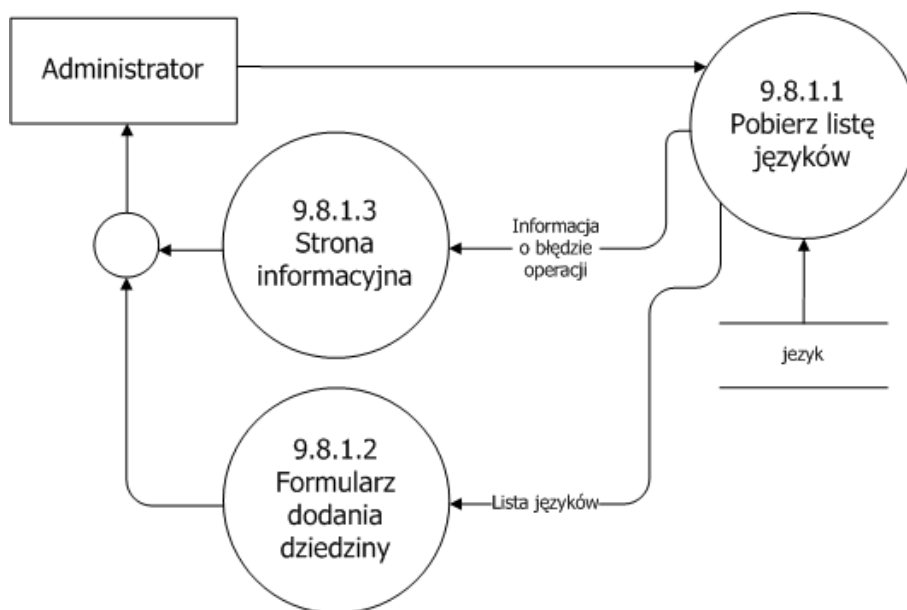 Administrator
9.8.1.1
Pobierz listę
języków
9.8.1.3
Strona
informacyjna
Informacja
o błędzie
operacji
jezyk
9.8.1.2
Formularz
dodania
dziedziny
Lista języków